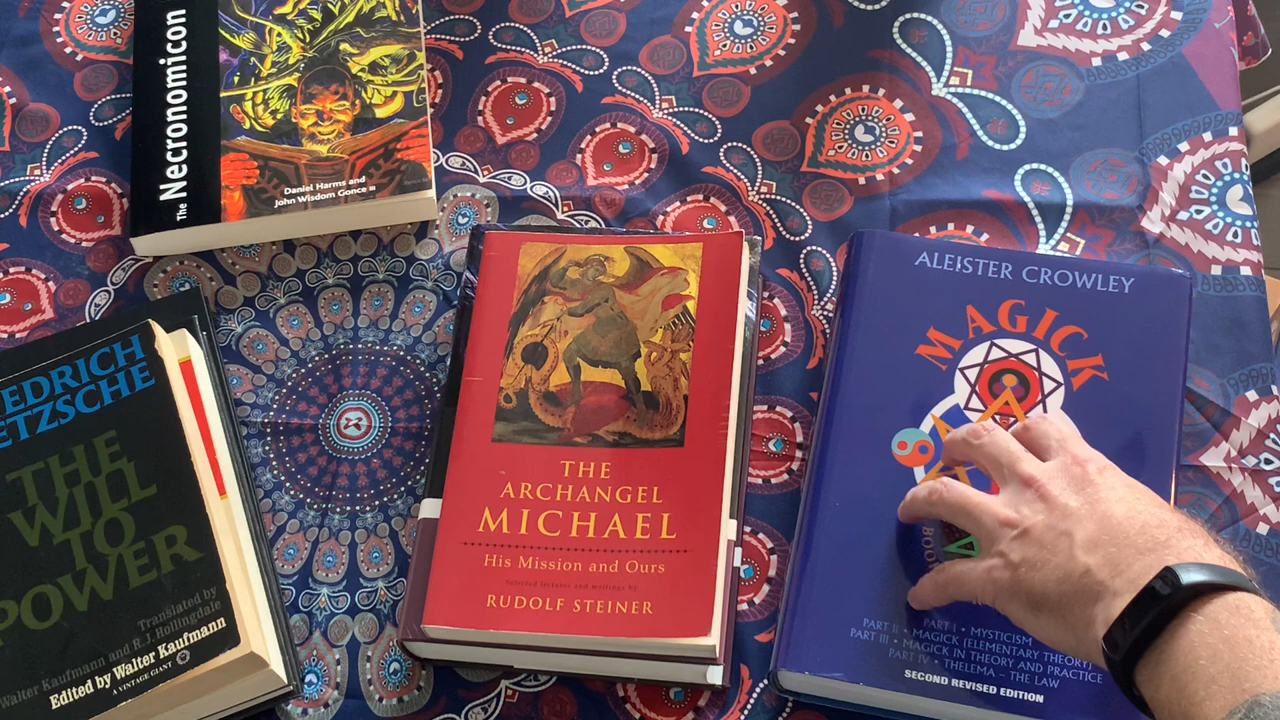 The Necronomicon
Daniel Harms and
John Wisdom Gonce III
EDRICH
ETZSCHE
THE
WILL
TO
POWER
Translated by
Walter Kaufmann and R. J. Hollingdale
Edited by Walter Kaufmann
A VINTAGE GIANT
THE
ARCHANGEL
MICHAEL
His Mission and Ours
Selected lectures and writings by
RUDOLF STEINER
ALEISTER CROWLEY
MAGICK
BOO
PART I • MYSTICISM
PART II • MAGICK (ELEMENTARY THEORY)
PART III • MAGICK IN THEORY AND PRACTICE
PART IV • THELEMA – THE LAW
SECOND REVISED EDITION